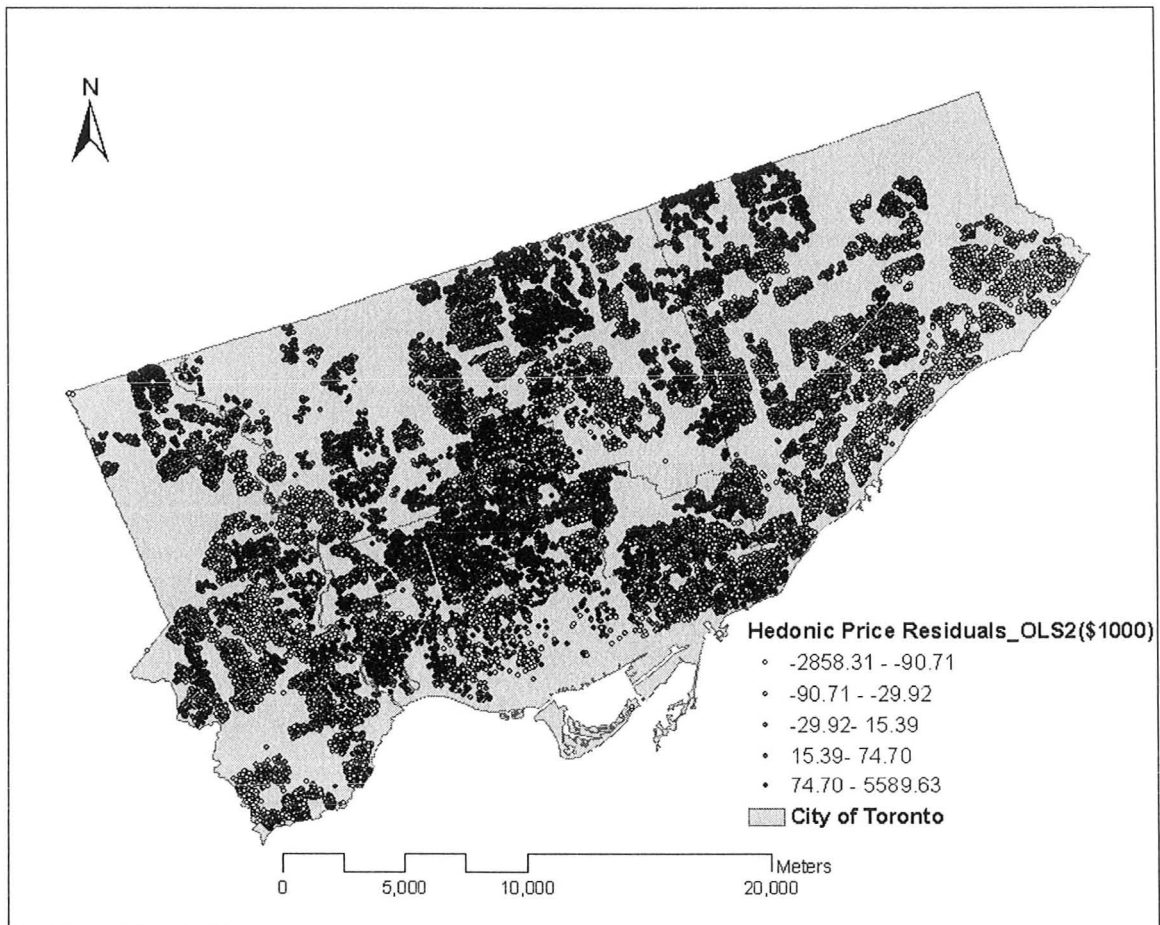 N
Hedonic Price Residuals_OLS2($1000)
-2858.31 - -90.71
-90.71 - -29.92
-29.92- 15.39
15.39- 74.70
74.70 - 5589.63
City of Toronto
Meters
0 5,000 10,000 20,000